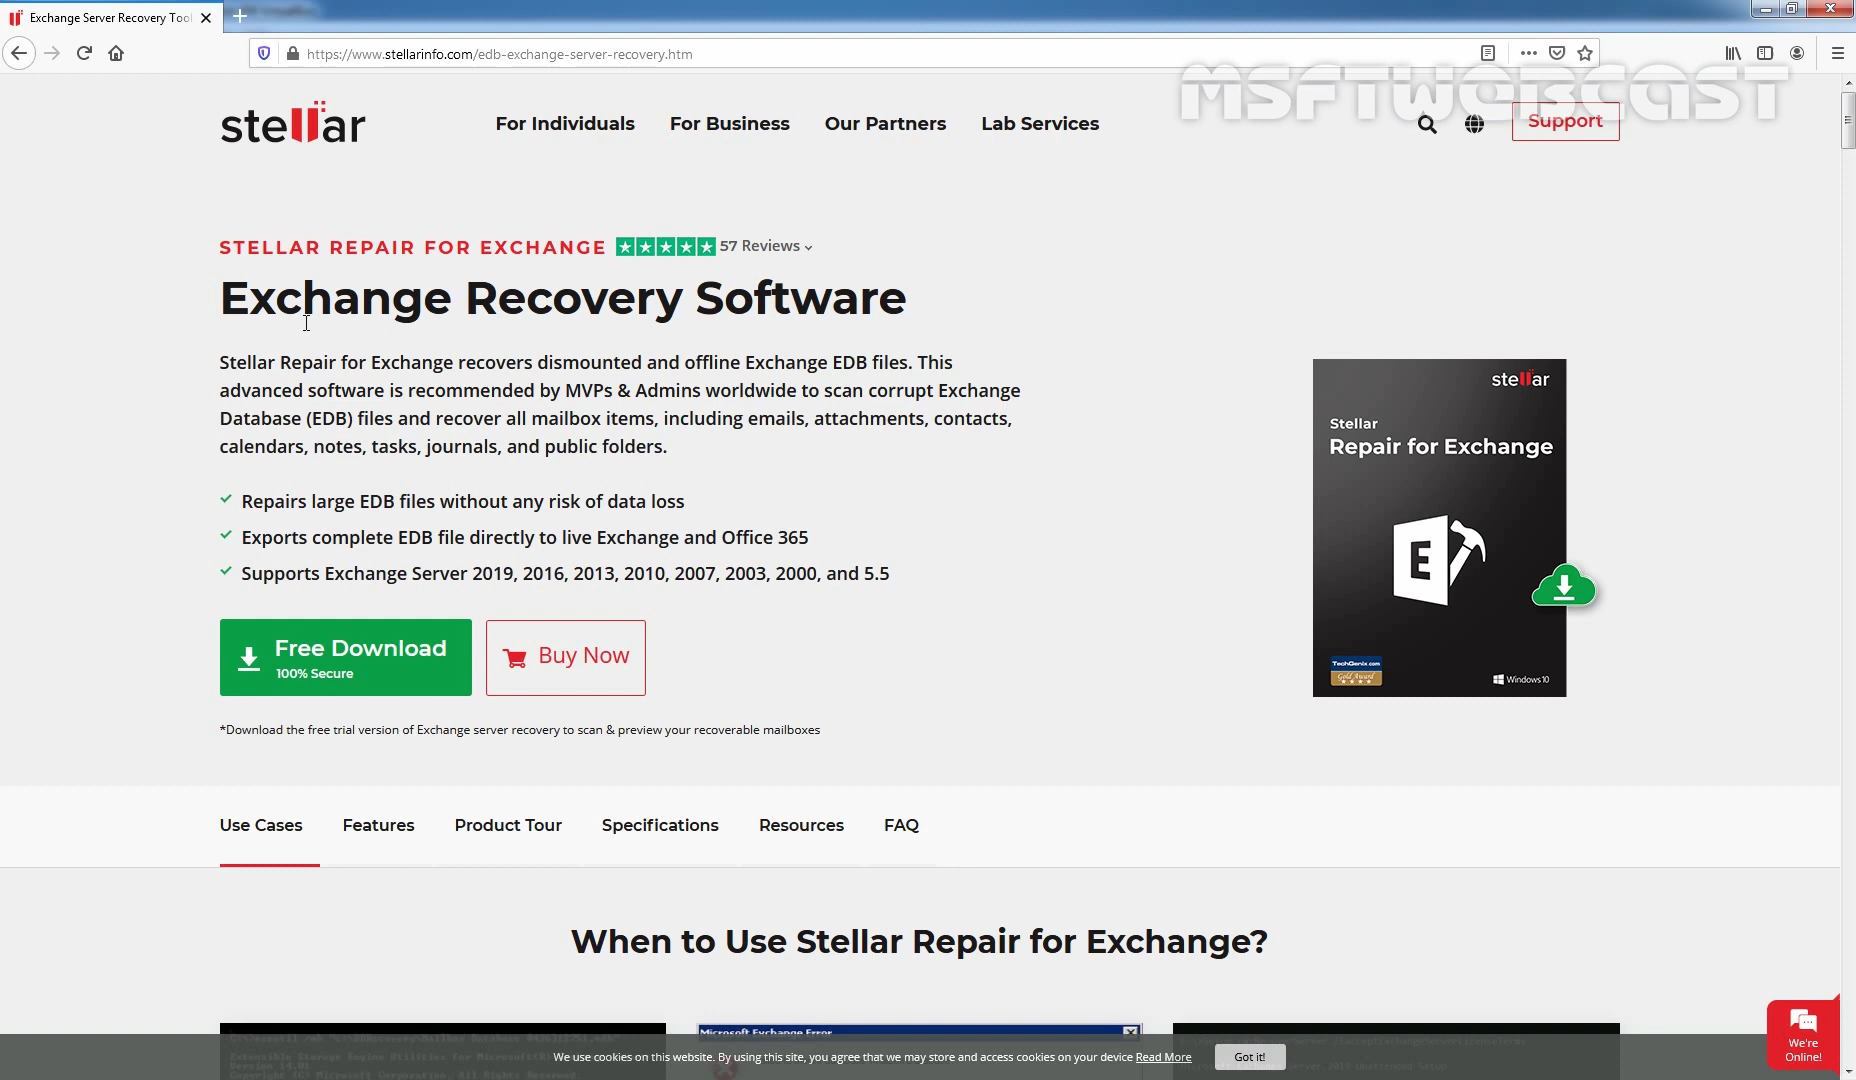 Exchange Server Recovery Tool
https://www.stellarinfo.com/edb-exchange-server-recovery.htm
MSFTWEBCAST
stellar
For Individuals
For Business
Our Partners
Lab Services
Support
STELLAR REPAIR FOR EXCHANGE
57 Reviews
Exchange Recovery Software
Stellar Repair for Exchange recovers dismounted and offline Exchange EDB files. This
advanced software is recommended by MVPs & Admins worldwide to scan corrupt Exchange
Database (EDB) files and recover all mailbox items, including emails, attachments, contacts,
calendars, notes, tasks, journals, and public folders.
Repairs large EDB files without any risk of data loss
Exports complete EDB file directly to live Exchange and Office 365
Supports Exchange Server 2019, 2016, 2013, 2010, 2007, 2003, 2000, and 5.5
Free Download
100% Secure
Buy Now
*Download the free trial version of Exchange server recovery to scan & preview your recoverable mailboxes
stellar
Stellar
Repair for Exchange
E
TechGenix.com
Gold Award
Windows 10
Use Cases
Features
Product Tour
Specifications
Resources
FAQ
When to Use Stellar Repair for Exchange?
Microsoft Exchange Error
We use cookies on this website. By using this site, you agree that we may store and access cookies on your device Read More
Got it!
We're
Online!